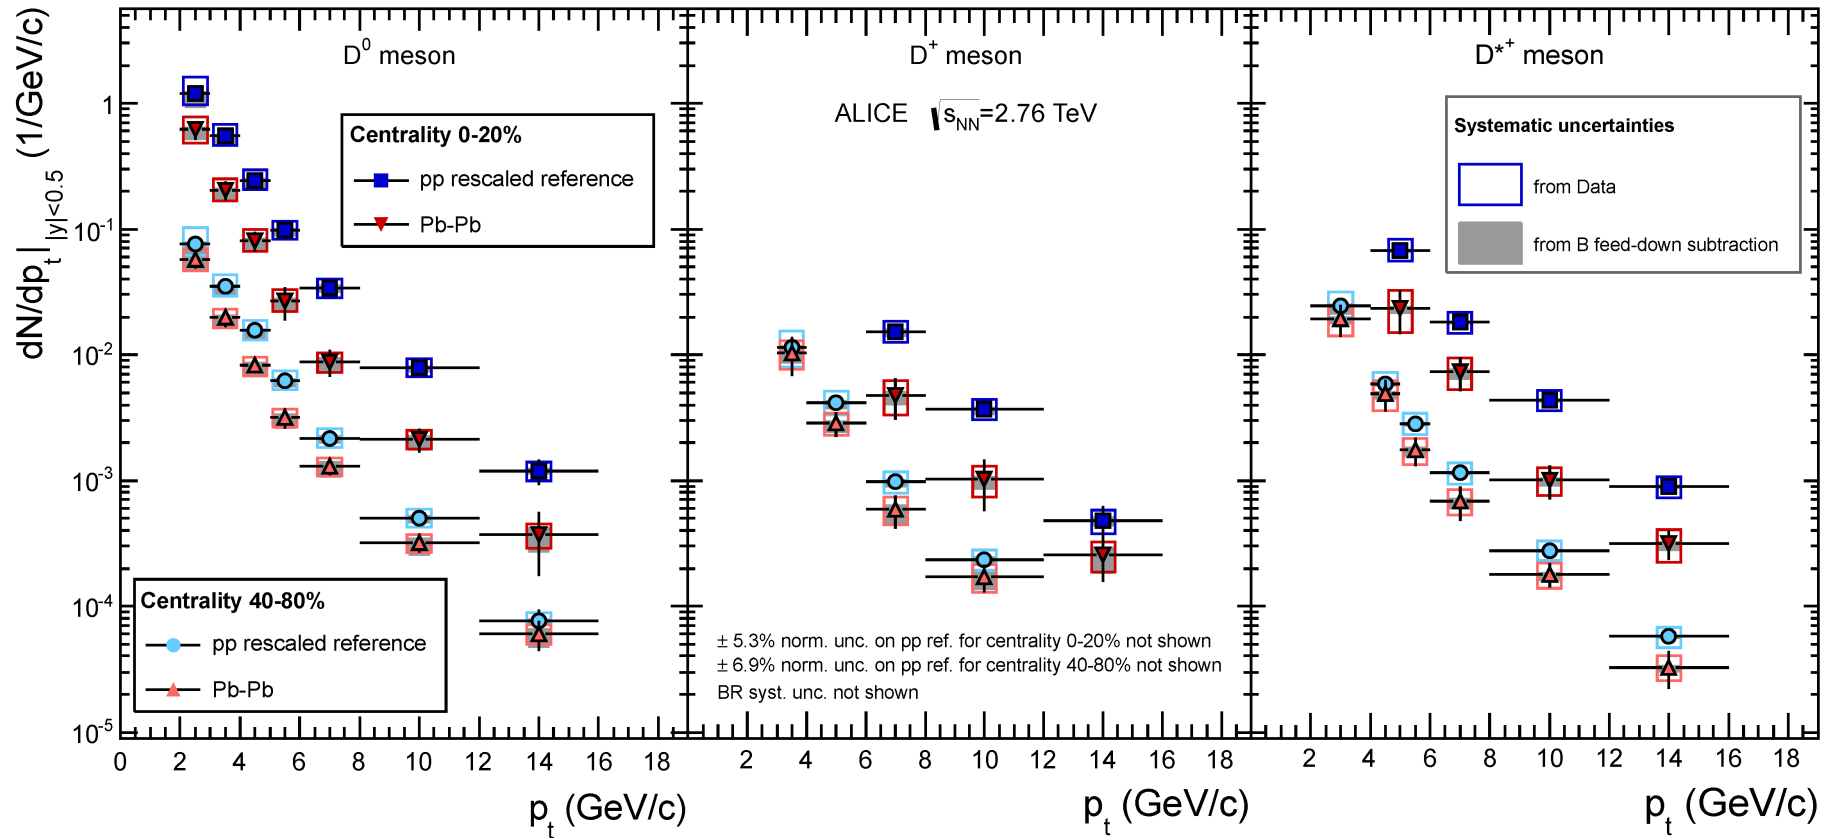 dN/dpt| |y|<0.5 (1/GeV/c)
D0 meson
D+ meson
D*+ meson
ALICE √sNN=2.76 TeV
Centrality 0-20%
pp rescaled reference
Pb-Pb
Systematic uncertainties
from Data
from B feed-down subtraction
Centrality 40-80%
pp rescaled reference
Pb-Pb
± 5.3% norm. unc. on pp ref. for centrality 0-20% not shown
± 6.9% norm. unc. on pp ref. for centrality 40-80% not shown
BR syst. unc. not shown
1
10-1
10-2
10-3
10-4
10-5
0 2 4 6 8 10 12 14 16 18
2 4 6 8 10 12 14 16 18
2 4 6 8 10 12 14 16 18
pt (GeV/c)
pt (GeV/c)
pt (GeV/c)